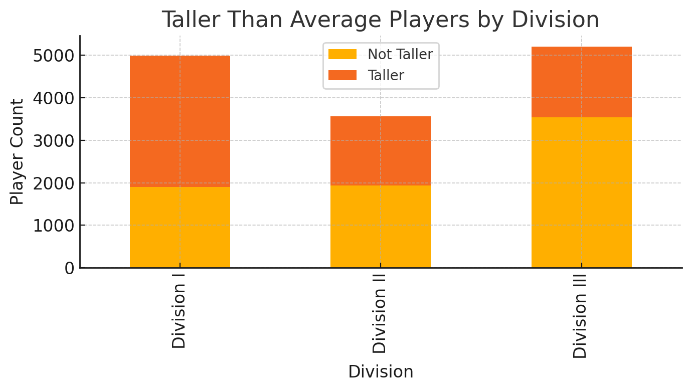 Taller Than Average Players by Division
Not Taller
Taller
Player Count
5000
4000
3000
2000
1000
0
Division I
Division II
Division III
Division